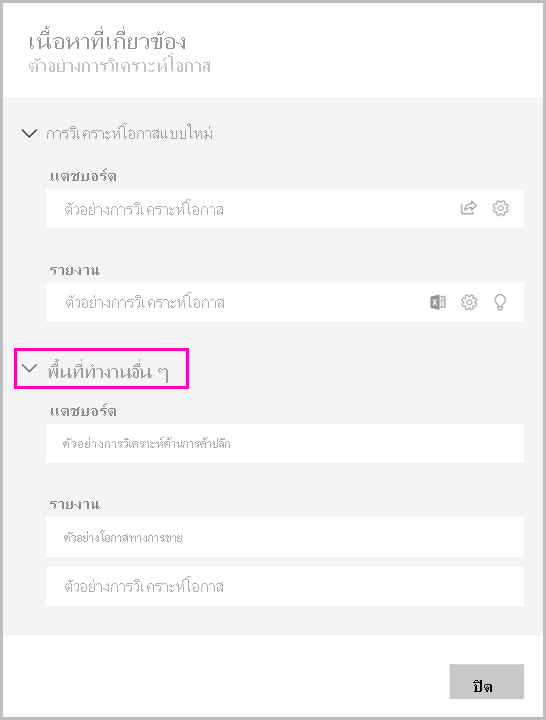 เนื้อหาที่เกี่ยวข้อง
ตัวอย่างการวิเคราะห์โอกาส
การวิเคราะห์โอกาสแบบใหม่
แดชบอร์ด
ตัวอย่างการวิเคราะห์โอกาส
รายงาน
ตัวอย่างการวิเคราะห์โอกาส
พื้นที่ทำงานอื่น ๆ
แดชบอร์ด
ตัวอย่างการวิเคราะห์ด้านการค้าปลีก
รายงาน
ตัวอย่างโอกาสทางการขาย
ตัวอย่างการวิเคราะห์โอกาส
ปิด